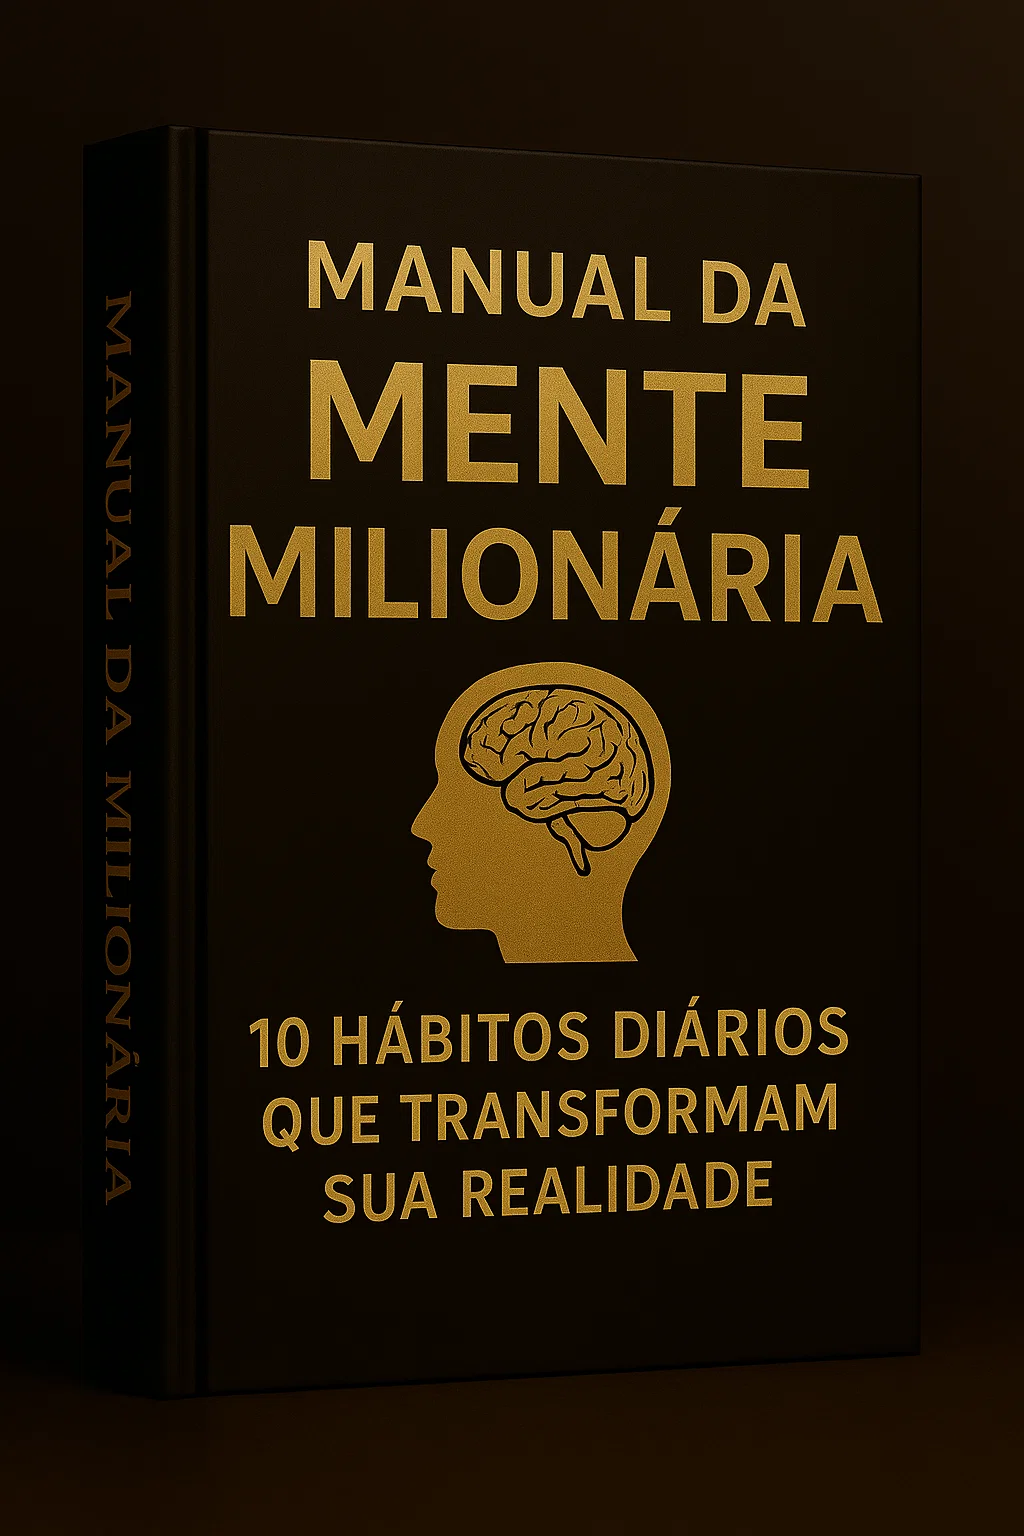 MANUAL DA
MENTE
MILIONÁRIA
10 HÁBITOS DIÁRIOS
QUE TRANSFORMAM
SUA REALIDADE
MANUAL DA MILIONÁRIA